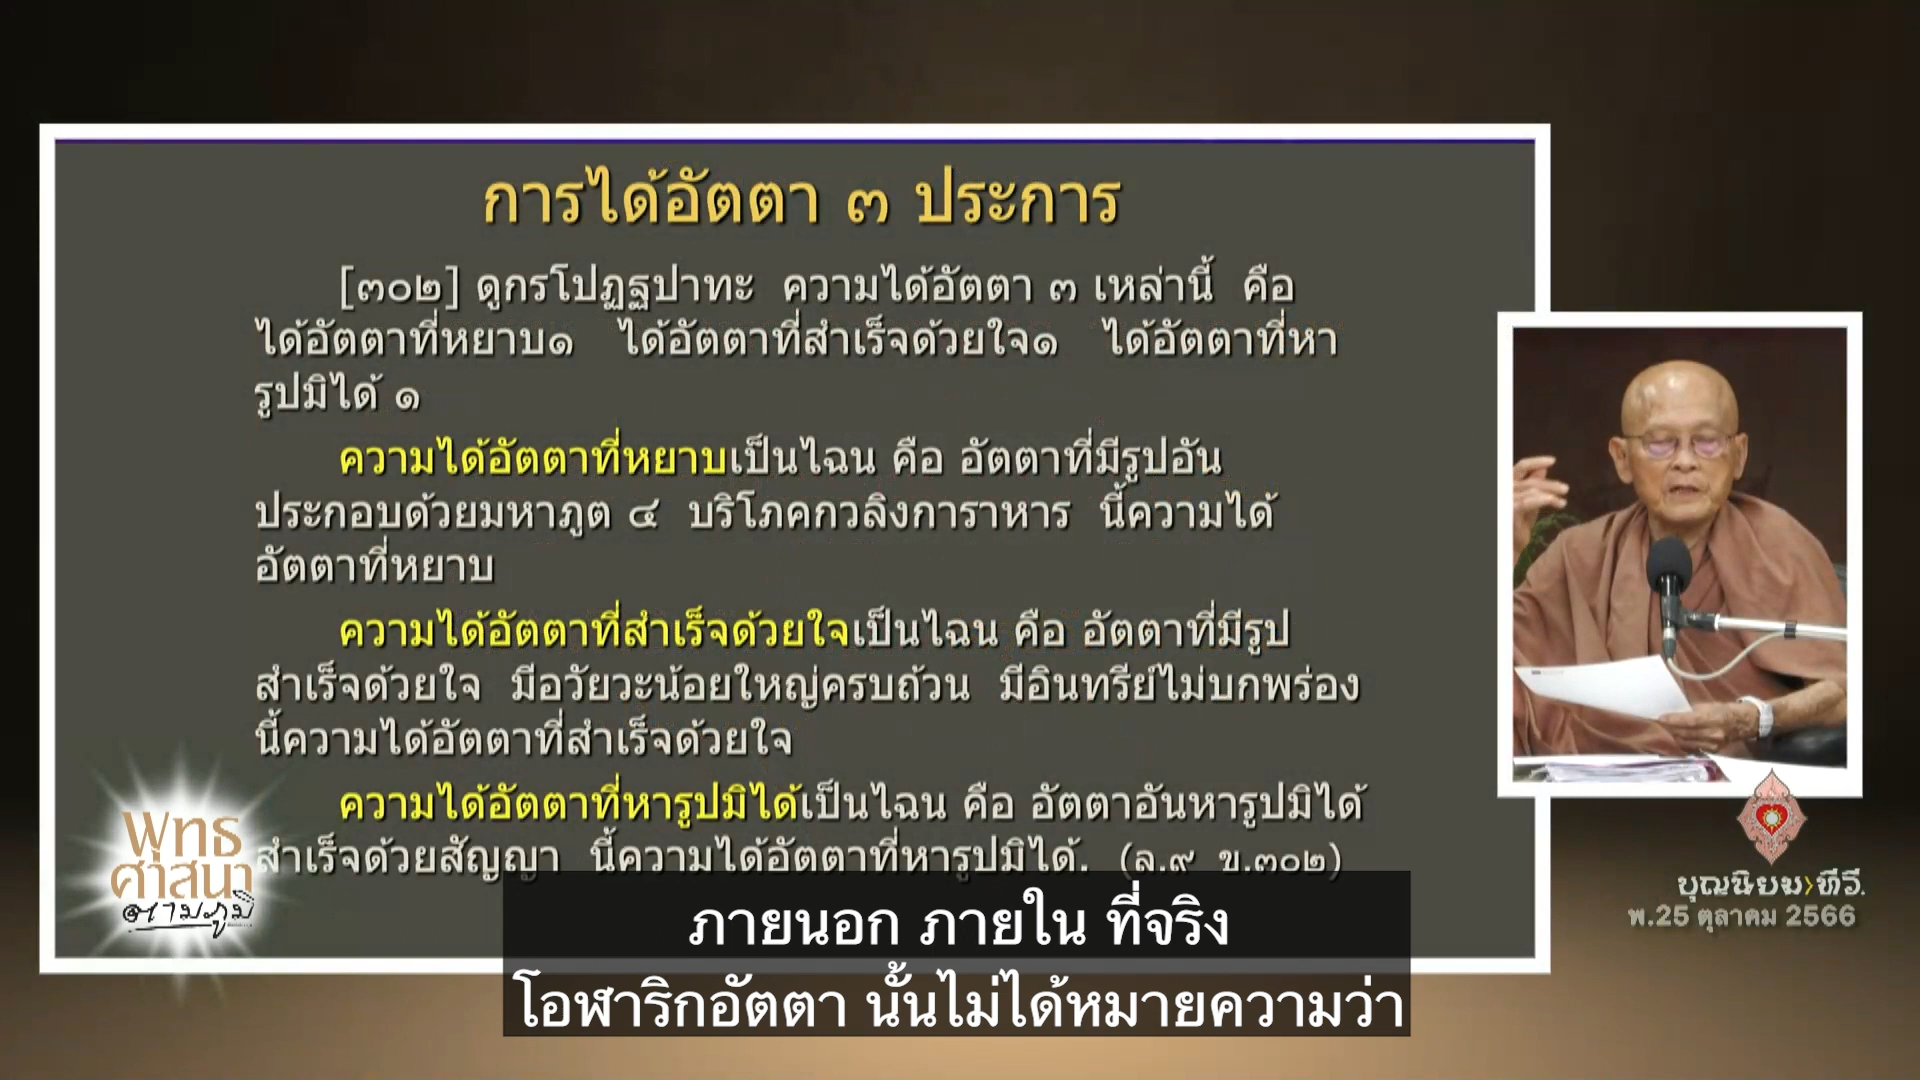 การได้อัตตา ๓ ประการ
[๓๐๒] ดูกรโปฏฐปาทะ ความได้อัตตา ๓ เหล่านี้ คือ
ได้อัตตาที่หยาบ๑ ได้อัตตาที่สำเร็จด้วยใจ๑ ได้อัตตาที่หา
รูปมิได้ ๑
ความได้อัตตาที่หยาบเป็นไฉน คือ อัตตาที่มีรูปอัน
ประกอบด้วยมหาภูต ๔ บริโภคกวลิงการาหาร นี้ความได้
อัตตาที่หยาบ
ความได้อัตตาที่สำเร็จด้วยใจเป็นไฉน คือ อัตตาที่มีรูป
สำเร็จด้วยใจ มีอวัยวะน้อยใหญ่ครบถ้วน มีอินทรีย์ไม่บกพร่อง
นี้ความได้อัตตาที่สำเร็จด้วยใจ
ความได้อัตตาที่หารูปมิได้เป็นไฉน คือ อัตตาอันหารูปมิได้
สำเร็จด้วยสัญญา นี้ความได้อัตตาที่หารูปมิได้. (ล.๙ ข.๓๐๒)
พุทธ
ศาสนา
ตามภูมิ
บุญนิยม>ทีวี.
พ.25 ตุลาคม 2566
ภายนอก ภายใน ที่จริง
โอฬาริกอัตตา นั้นไม่ได้หมายความว่า